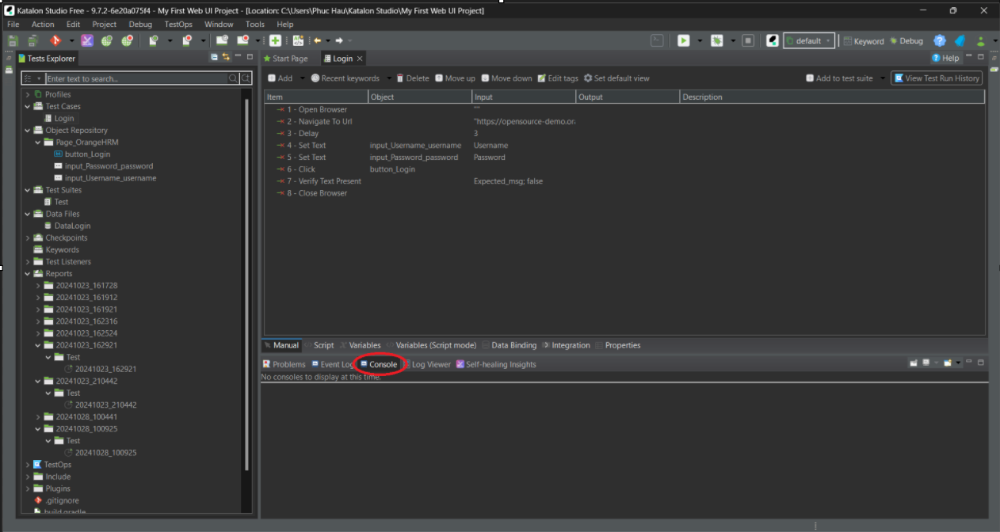 Katalon Studio Free - 9.7.2-6e20a075f4 - My First Web UI Project - [Location: C:\Users\Phuc Hau\Katalon Studio\My First Web UI Project]
File Action Project Debug TestOps Window Tools Help
default Keyword Debug
Tests Explorer
Start Page Login Help
Enter text to search...
Add Recent keywords Delete Move up Move down Edit tags Set default view Add to test suite View Test Run History
Item Object Input Output Description
1 - Open Browser ""
2 - Navigate To Url "https://opensource-demo.or
3 - Delay 3
4 - Set Text input_Username_username Username
5 - Set Text input_Password_password Password
6 - Click button_Login
7 - Verify Text Present Expected_msg; false
8 - Close Browser
Profiles
Test Cases
Login
Object Repository
Page_OrangeHRM
button_Login
input_Password_password
input_Username_username
Test Suites
Test
Data Files
DataLogin
Checkpoints
Keywords
Test Listeners
Reports
20241023_161728
20241023_161912
20241023_161921
20241023_162316
20241023_162524
20241023_162921
Test
20241023_162921
20241023_210442
Test
20241023_210442
20241028_100441
20241028_100925
Test
20241028_100925
TestOps
Include
Plugins
.gitignore
build.gradle
Manual Script Variables Variables (Script mode) Data Binding Integration Properties
Problems Event Log Console Log Viewer Self-healing Insights
No consoles to display at this time.